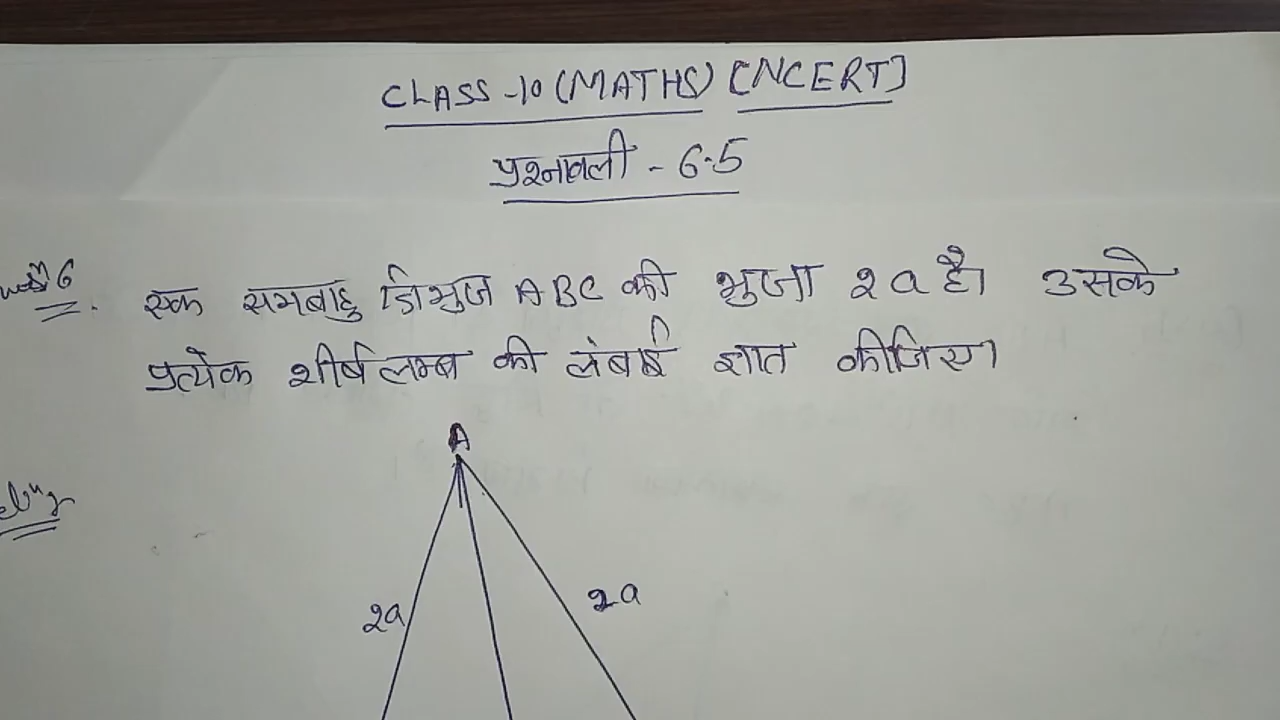 CLASS-10 (MATHS) [NCERT]
प्रश्नावली - 6.5
6. एक समबाहु त्रिभुज ABC की भुजा 2a है। उसके
प्रत्येक शीर्षलम्ब की लंबाई ज्ञात कीजिए।
A
2a
2a